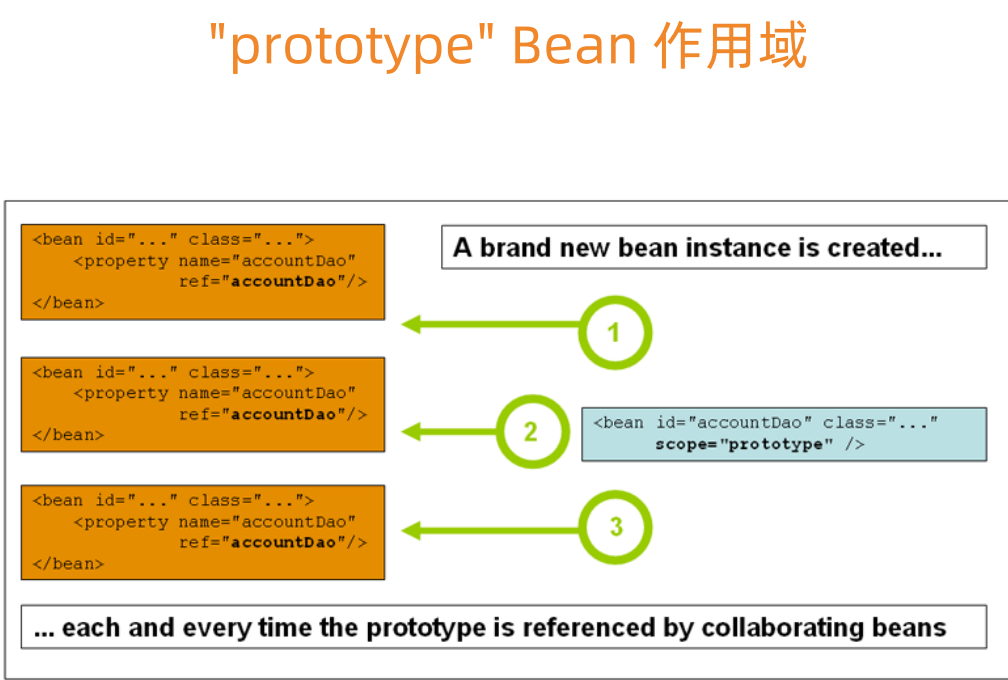 "prototype" Bean 作用域
<bean id="..." class="...">
<property name="accountDao"
ref="accountDao"/>
</bean>
A brand new bean instance is created...
1
<bean id="..." class="...">
<property name="accountDao"
ref="accountDao"/>
</bean>
2
<bean id="accountDao" class="..."
scope="prototype" />
<bean id="..." class="...">
<property name="accountDao"
ref="accountDao"/>
</bean>
3
... each and every time the prototype is referenced by collaborating beans